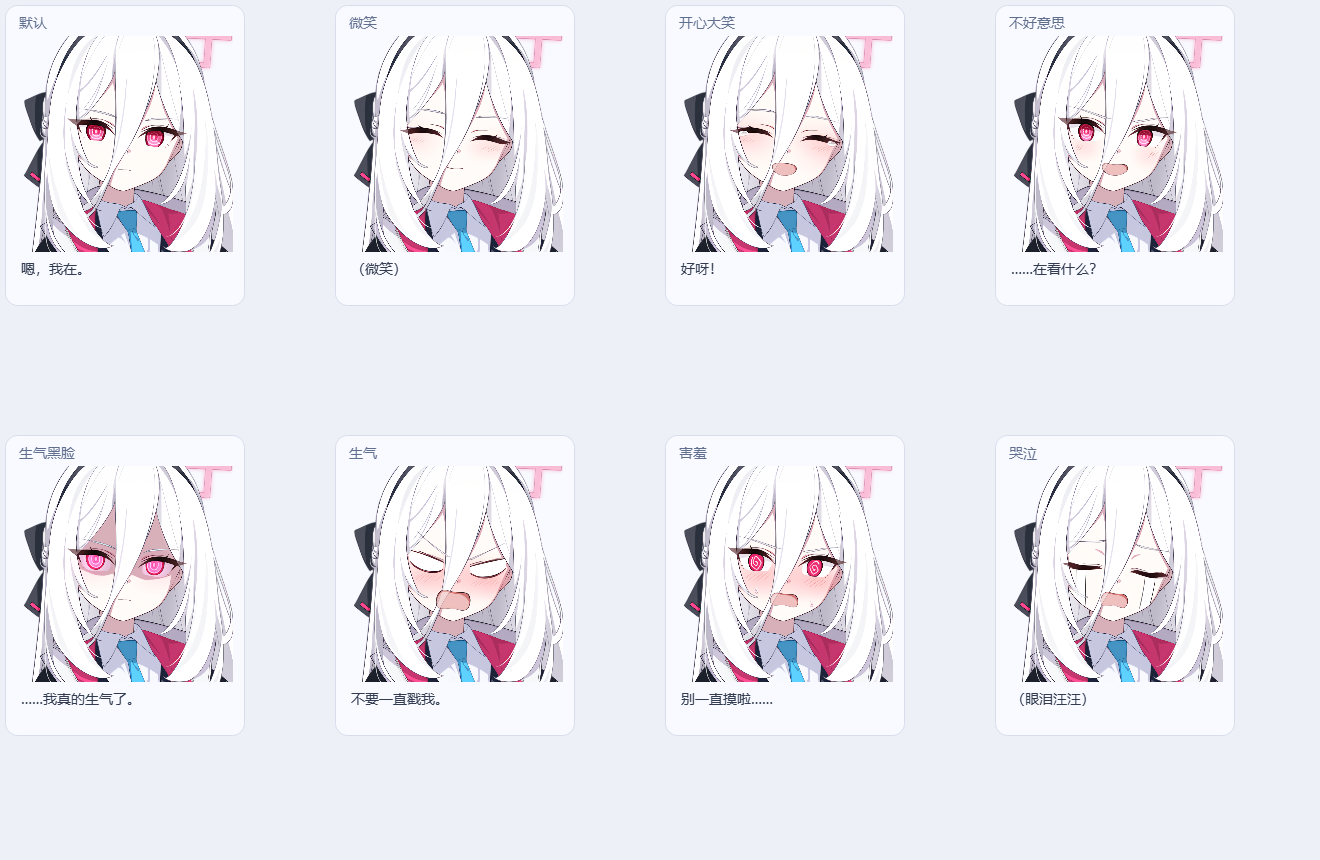 默认
微笑
开心大笑
不好意思
嗯，我在。
（微笑）
好呀！
……在看什么？
生气黑脸
生气
害羞
哭泣
……我真的生气了。
不要一直戳我。
别一直摸啦……
（眼泪汪汪）